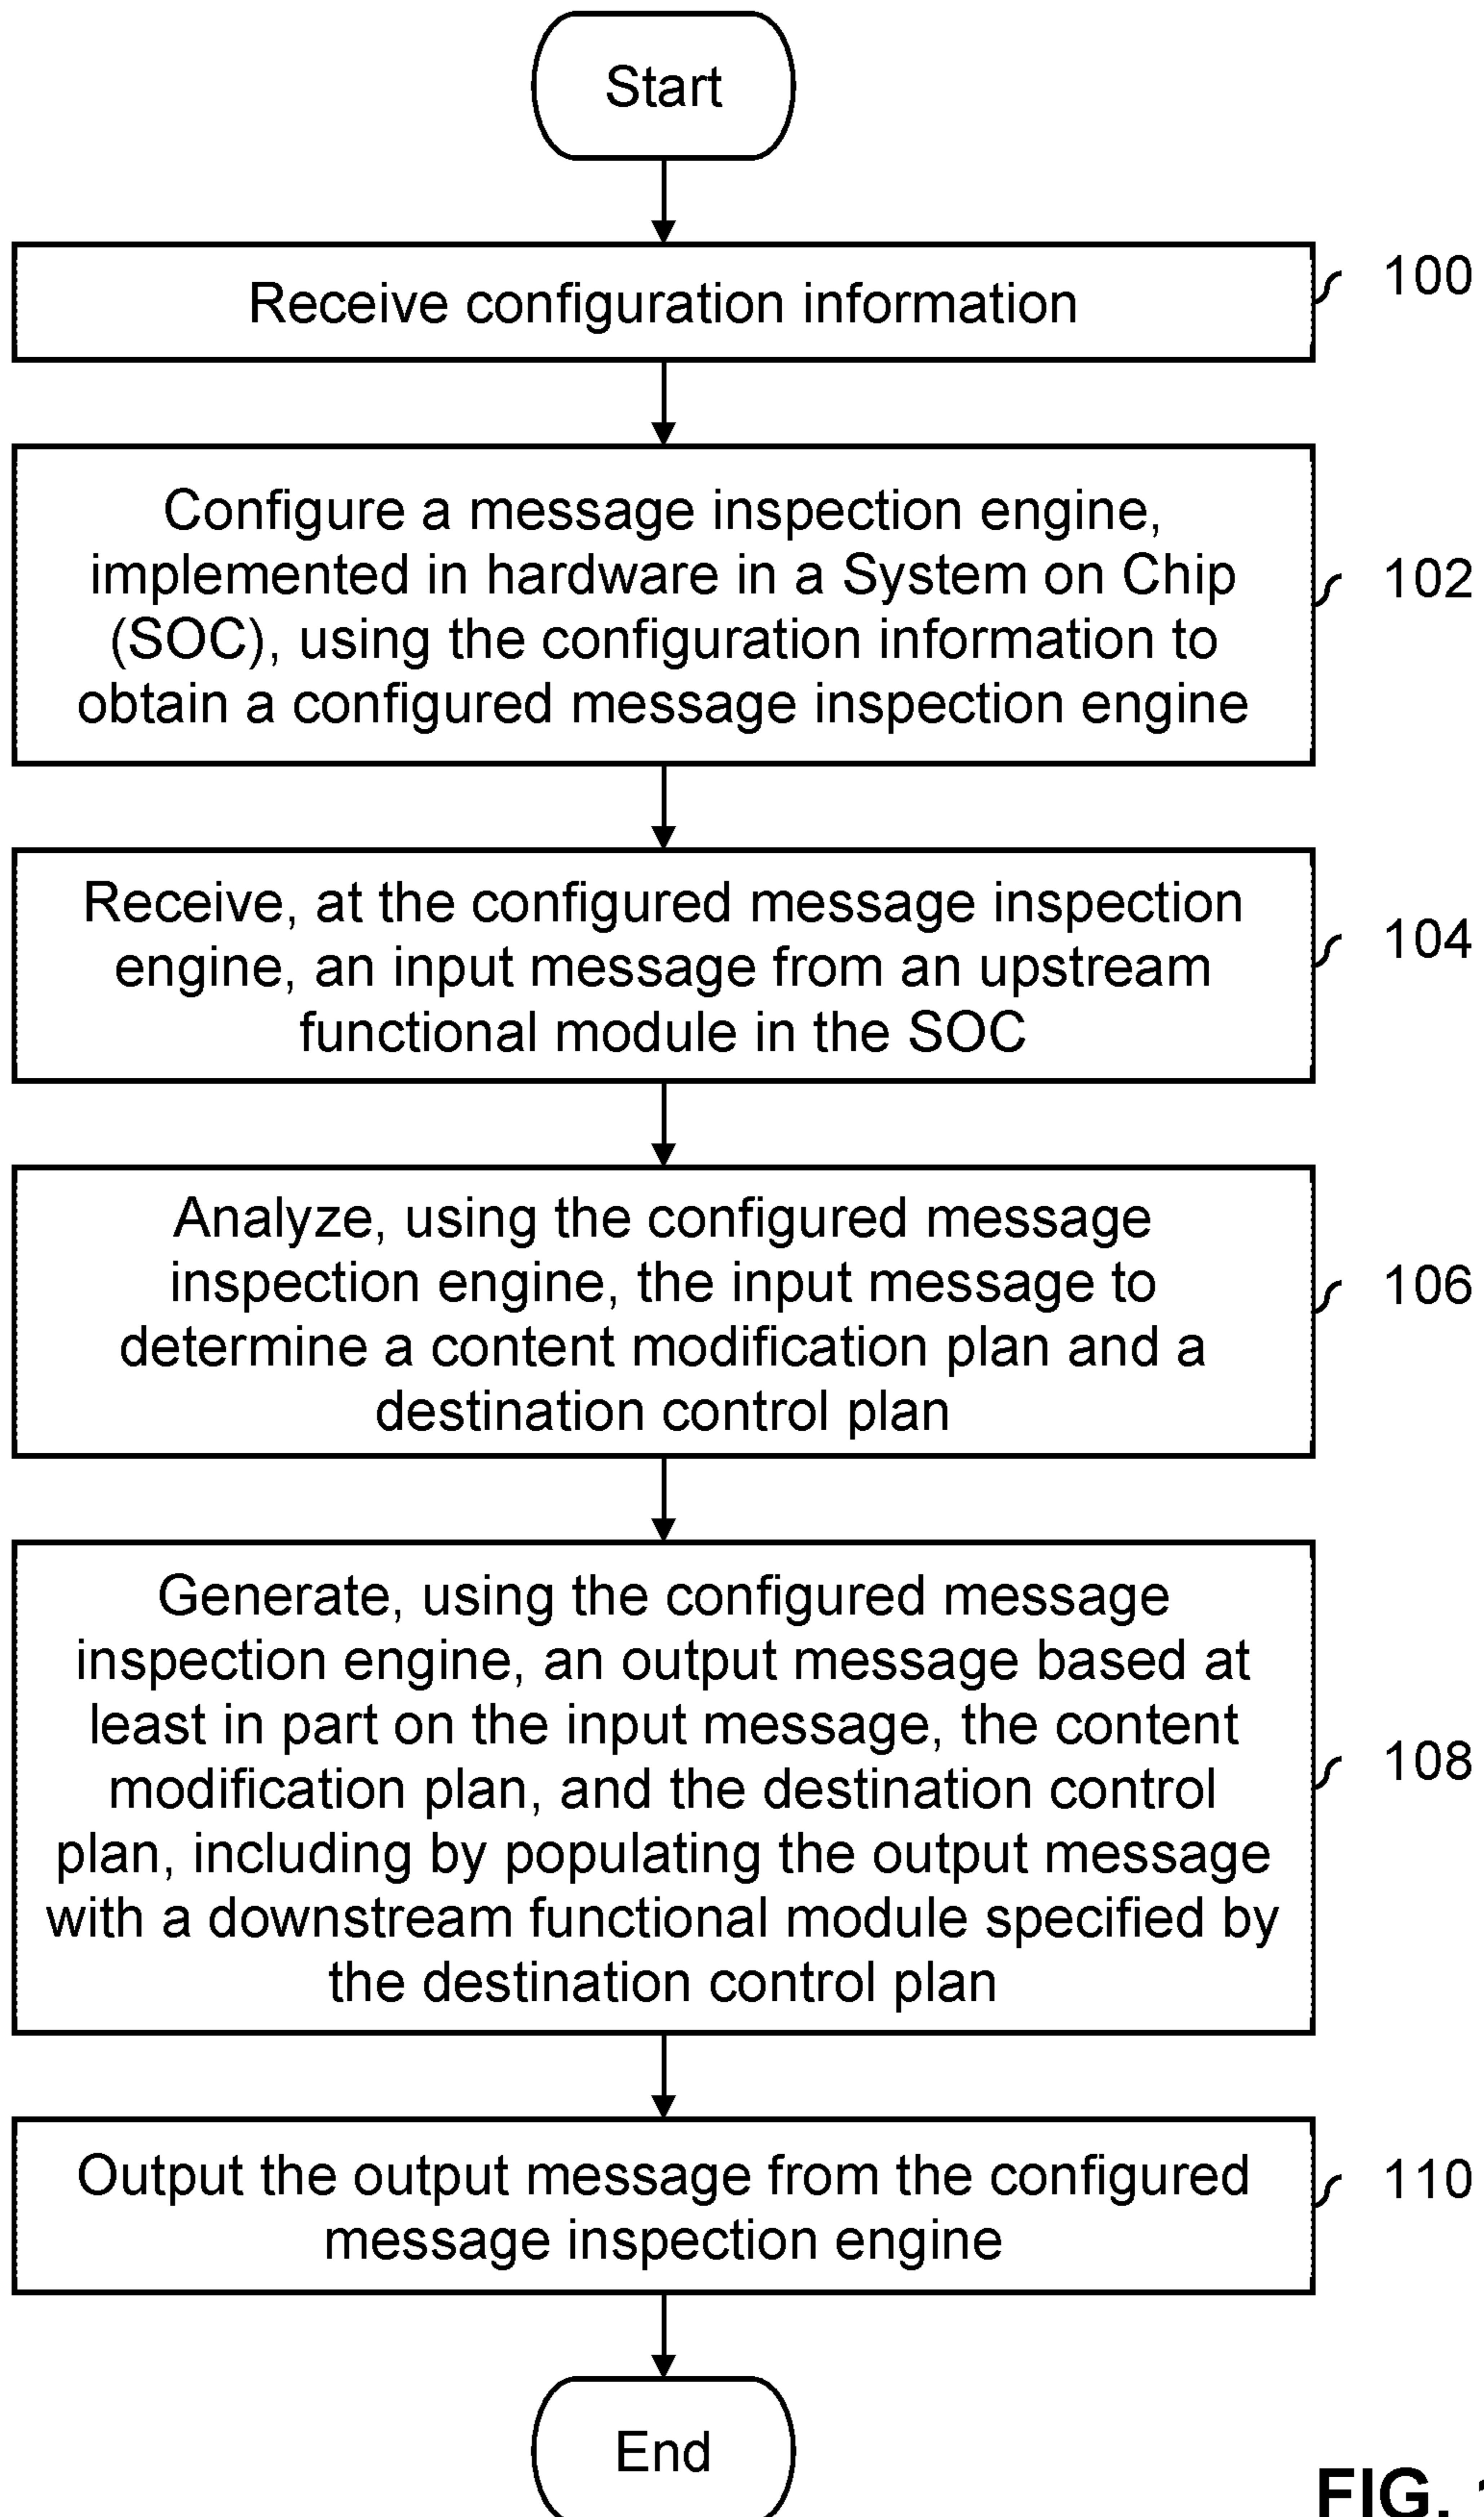 Start
Receive configuration information
100
Configure a message inspection engine,
implemented in hardware in a System on Chip
(SOC), using the configuration information to
obtain a configured message inspection engine
102
Receive, at the configured message inspection
engine, an input message from an upstream
functional module in the SOC
104
Analyze, using the configured message
inspection engine, the input message to
determine a content modification plan and a
destination control plan
106
Generate, using the configured message
inspection engine, an output message based at
least in part on the input message, the content
modification plan, and the destination control
plan, including by populating the output message
with a downstream functional module specified by
the destination control plan
108
Output the output message from the configured
message inspection engine
110
End
FIG.